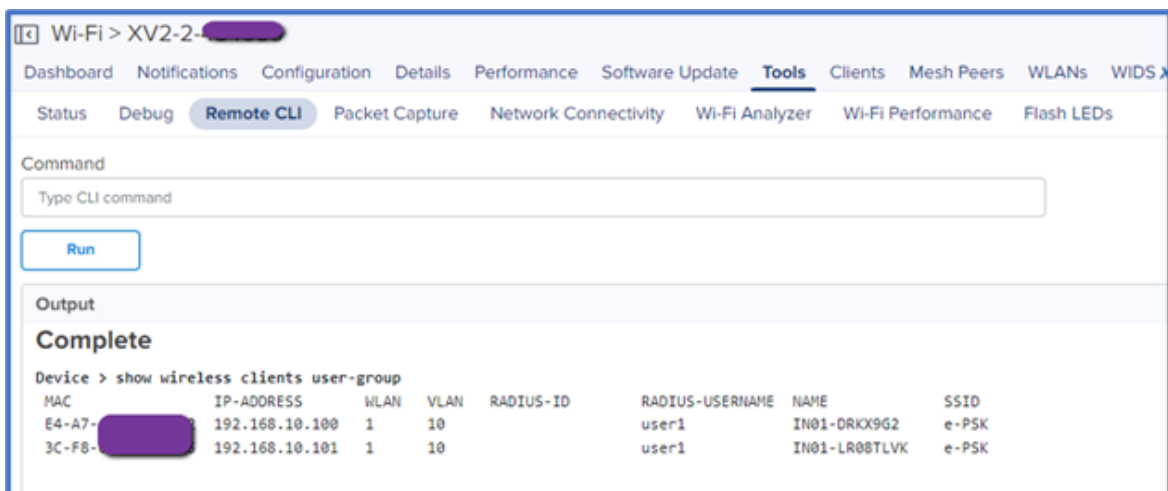 Wi-Fi > XV2-2-
Dashboard Notifications Configuration Details Performance Software Update Tools Clients Mesh Peers WLANs WIDS
Status Debug Remote CLI Packet Capture Network Connectivity Wi-Fi Analyzer Wi-Fi Performance Flash LEDs
Command
Type CLI command
Run
Output
Complete
Device > show wireless clients user-group
MAC IP-ADDRESS WLAN VLAN RADIUS-ID RADIUS-USERNAME NAME SSID
E4-A7- 192.168.10.100 1 10 user1 IN01-DRKX9G2 e-PSK
3C-F8- 192.168.10.101 1 10 user1 IN01-LR08TLVK e-PSK